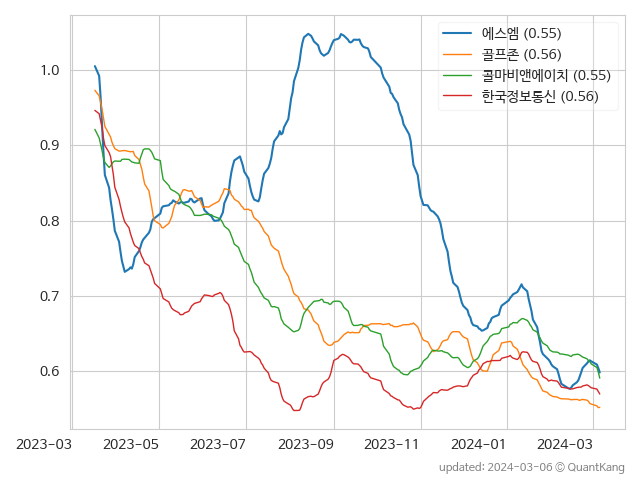 에스엠 (0.55)
골프존 (0.56)
콜마비앤에이치 (0.55)
한국정보통신 (0.56)
1.0
0.9
0.8
0.7
0.6
2023-03 2023-05 2023-07 2023-09 2023-11 2024-01 2024-03
updated: 2024-03-06 © QuantKang